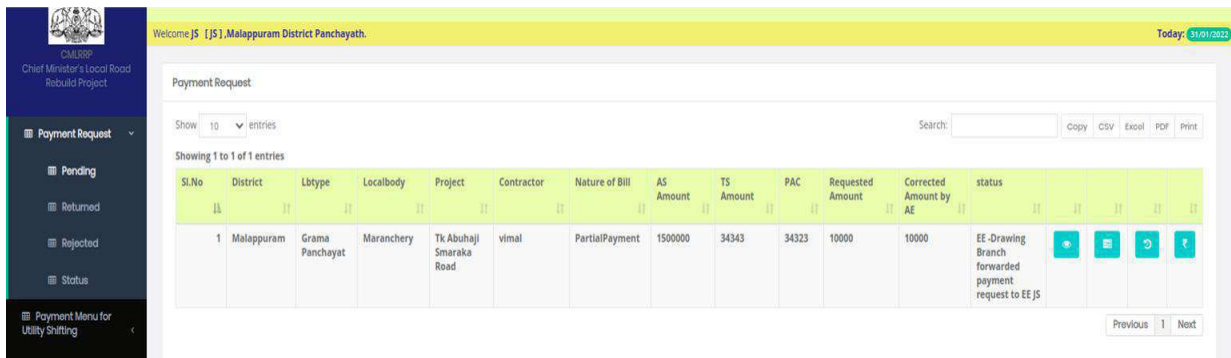 CMLRRP
Chief Minister's Local Road
Rebuild Project
Payment Request
Pending
Returned
Rejected
Status
Payment Menu for
Utility Shifting
Welcome JS [ JS ] ,Malappuram District Panchayath.
Today: 31/01/2022
Payment Request
Show 10 entries
Search:
Copy CSV Excel PDF Print
Showing 1 to 1 of 1 entries
Sl.No District Lbtype Localbody Project Contractor Nature of Bill AS Amount TS Amount PAC Requested Amount Corrected Amount by AE status
1 Malappuram Grama Panchayat Maranchery Tk Abuhaji Smaraka Road vimal PartialPayment 1500000 34343 34323 10000 10000 EE -Drawing Branch forwarded payment request to EE JS
Previous 1 Next